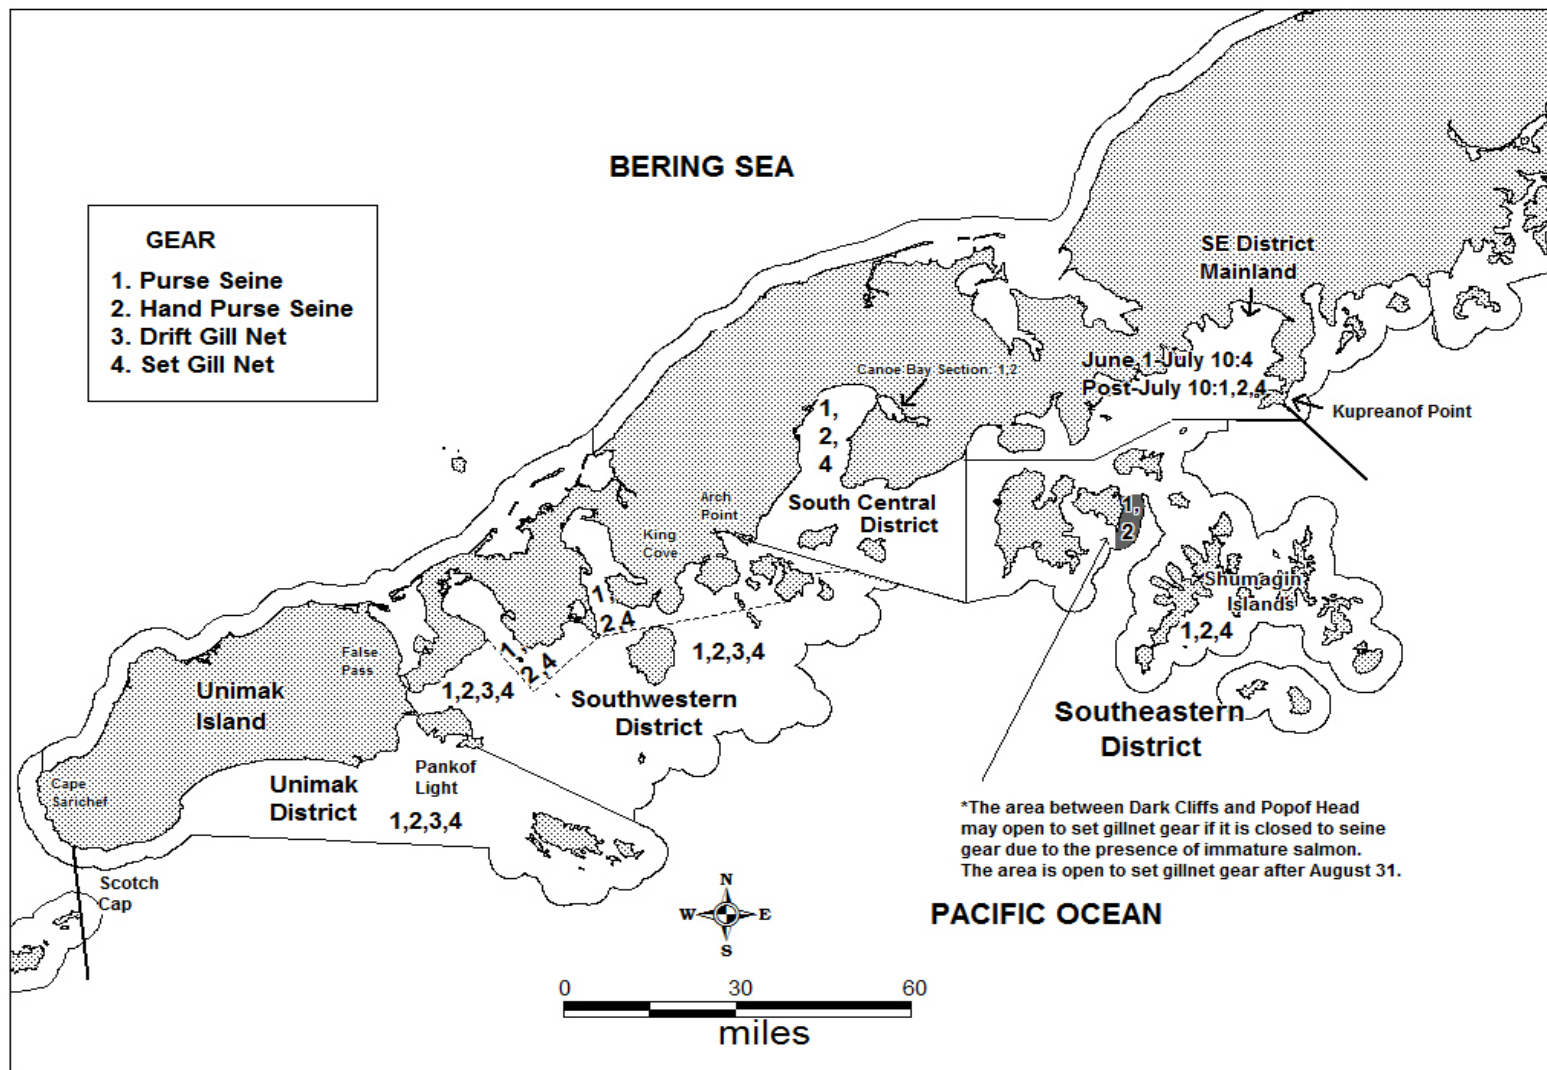 BERING SEA
GEAR
1. Purse Seine
2. Hand Purse Seine
3. Drift Gill Net
4. Set Gill Net
SE District
Mainland
June 1-July 10:4
Post-July 10:1,2,4
Canoe Bay Section: 1,2
Kupreanof Point
1,
2,
4
South Central
District
Arch
Point
King
Cove
1,
2
Shumagin
Islands
1,2,4
1,
2,4
1,
2,4
1,2,3,4
False
Pass
1,2,3,4
Unimak
Island
Southwestern
District
Southeastern
District
Pankof
Light
Unimak
District
1,2,3,4
Cape
Sarichef
*The area between Dark Cliffs and Popof Head
may open to set gillnet gear if it is closed to seine
gear due to the presence of immature salmon.
The area is open to set gillnet gear after August 31.
Scotch
Cap
N
W E
S
PACIFIC OCEAN
0 30 60
miles